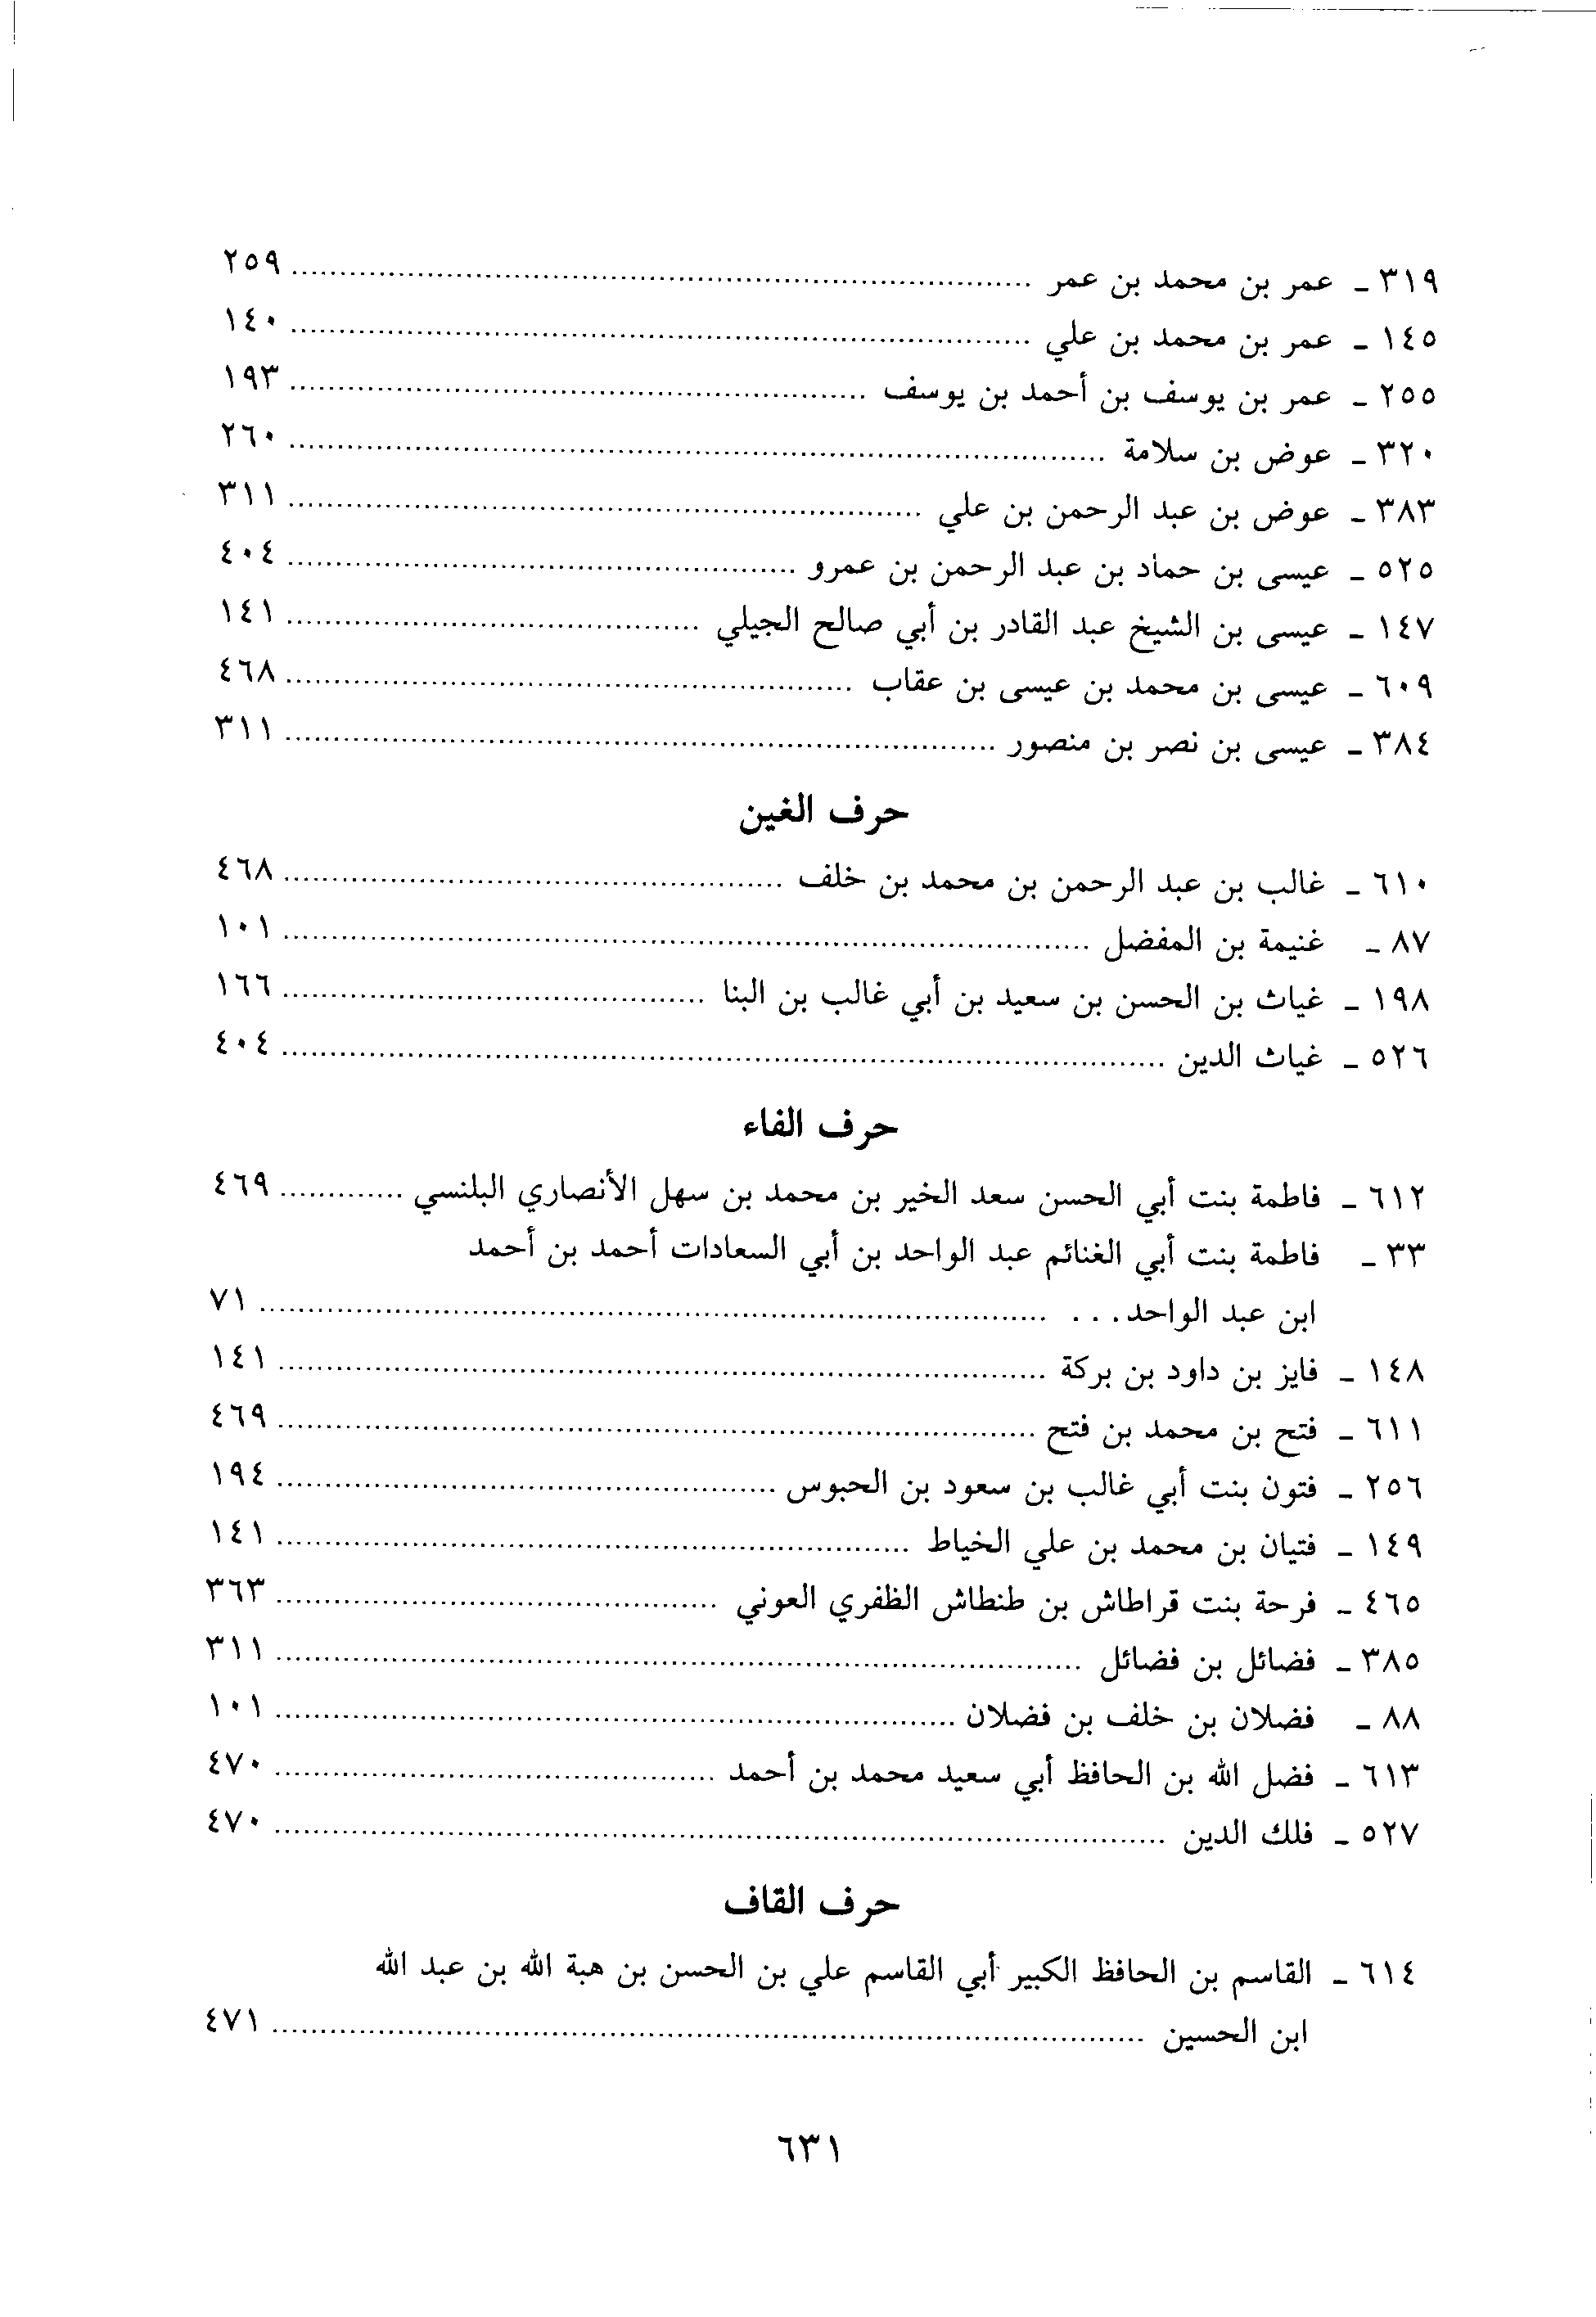 ٣١٩ - عمر بن محمد بن عمر ........ ٢٥٩
١٤٥ - عمر بن محمد بن علي ........ ١٤٠
٢٥٥ - عمر بن يوسف بن أحمد بن يوسف ........ ١٩٣
٣٢٠ - عوض بن سلامة ........ ٢٦٠
٣٨٣ - عوض بن عبد الرحمن بن علي ........ ٣١١
٥٢٥ - عيسى بن حماد بن عبد الرحمن بن عمرو ........ ٤٠٤
١٤٧ - عيسى بن الشيخ عبد القادر بن أبي صالح الجيلي ........ ١٤١
٦٠٩ - عيسى بن محمد بن عيسى بن عقاب ........ ٤٦٨
٣٨٤ - عيسى بن نصر بن منصور ........ ٣١١
حرف الغين
٦١٠ - غالب بن عبد الرحمن بن محمد بن خلف ........ ٤٦٨
٨٧ - غنيمة بن المفضل ........ ١٠١
١٩٨ - غياث بن الحسن بن سعيد بن أبي غالب بن البنا ........ ١٦٦
٥٢٦ - غياث الدين ........ ٤٠٤
حرف الفاء
٦١٢ - فاطمة بنت أبي الحسن سعد الخير بن محمد بن سهل الأنصاري البلنسي ........ ٤٦٩
٣٣ - فاطمة بنت أبي الغنائم عبد الواحد بن أبي السعادات أحمد بن أحمد
ابن عبد الواحد... ........ ٧١
١٤٨ - فايز بن داود بن بركة ........ ١٤١
٦١١ - فتح بن محمد بن فتح ........ ٤٦٩
٢٥٦ - فتون بنت أبي غالب بن سعود بن الحبوس ........ ١٩٤
١٤٩ - فتيان بن محمد بن علي الخياط ........ ١٤١
٤٦٥ - فرحة بنت قراطاش بن طنطاش الظفري العوني ........ ٣٦٣
٣٨٥ - فضائل بن فضائل ........ ٣١١
٨٨ - فضلان بن خلف بن فضلان ........ ١٠١
٦١٣ - فضل الله بن الحافظ أبي سعيد محمد بن أحمد ........ ٤٧٠
٥٢٧ - فلك الدين ........ ٤٧٠
حرف القاف
٦١٤ - القاسم بن الحافظ الكبير أبي القاسم علي بن الحسن بن هبة الله بن عبد الله
ابن الحسين ........ ٤٧١
٦٣١